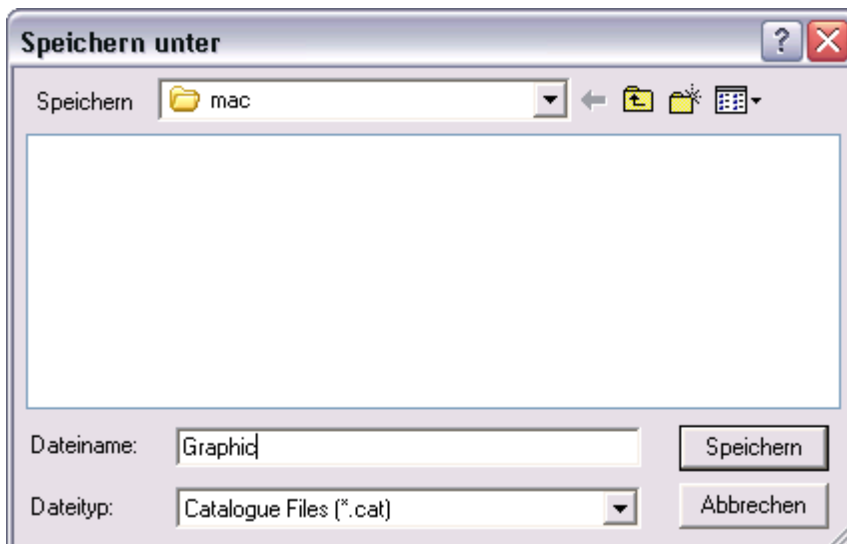 Speichern unter
Speichern mac
Dateiname: Graphic Speichern
Dateityp: Catalogue Files (*.cat) Abbrechen